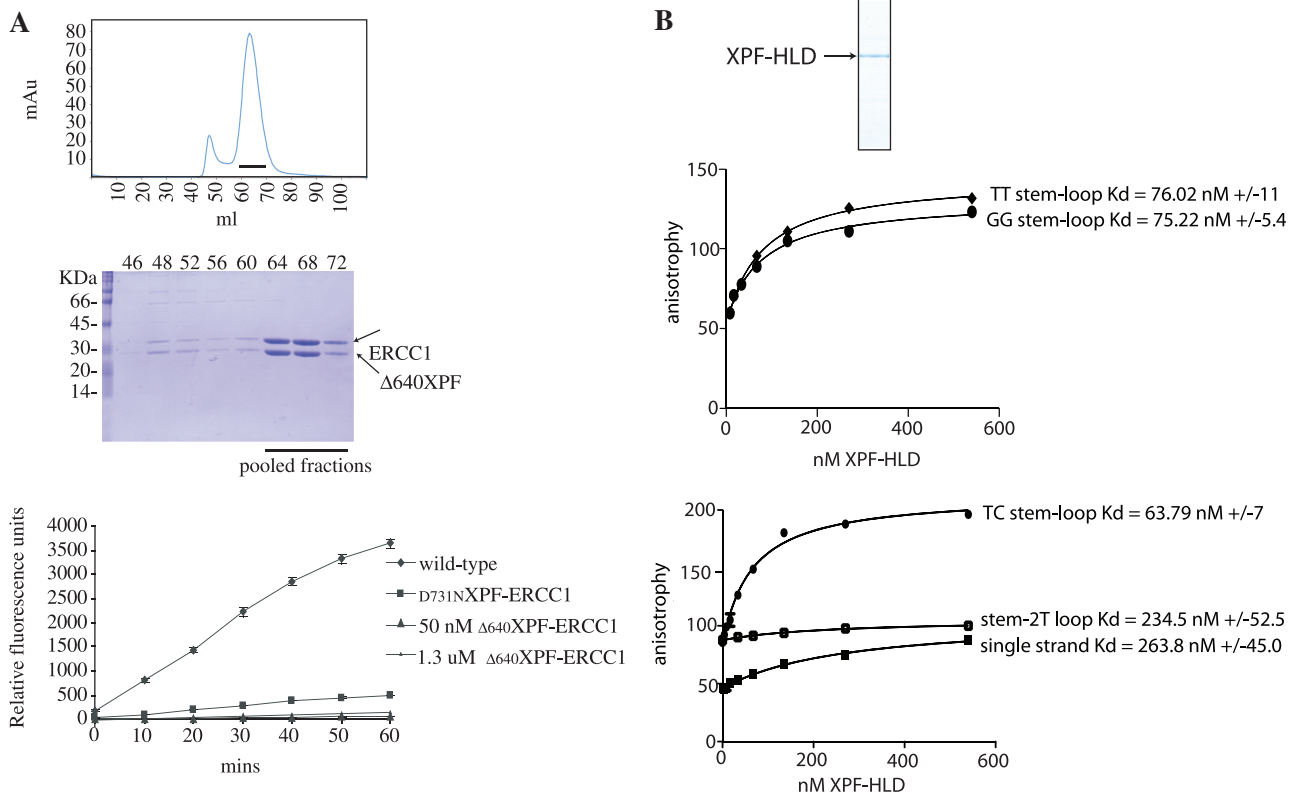 A
mAu
80
70
60
50
40
30
20
10
10 20 30 40 50 60 70 80 90 100
ml
KDa 46 48 52 56 60 64 68 72
66-
45-
30-
20-
14-
ERCC1
Δ640XPF
pooled fractions
Relative fluorescence units
4000
3500
3000
2500
2000
1500
1000
500
0
0 10 20 30 40 50 60
mins
wild-type
D731NXPF-ERCC1
50 nM Δ640XPF-ERCC1
1.3 uM Δ640XPF-ERCC1
B
XPF-HLD
anisotrophy
150
100
50
0
0 200 400 600
nM XPF-HLD
TT stem-loop Kd = 76.02 nM +/-11
GG stem-loop Kd = 75.22 nM +/-5.4
anisotrophy
200
150
100
50
0
0 200 400 600
nM XPF-HLD
TC stem-loop Kd = 63.79 nM +/-7
stem-2T loop Kd = 234.5 nM +/-52.5
single strand Kd = 263.8 nM +/-45.0